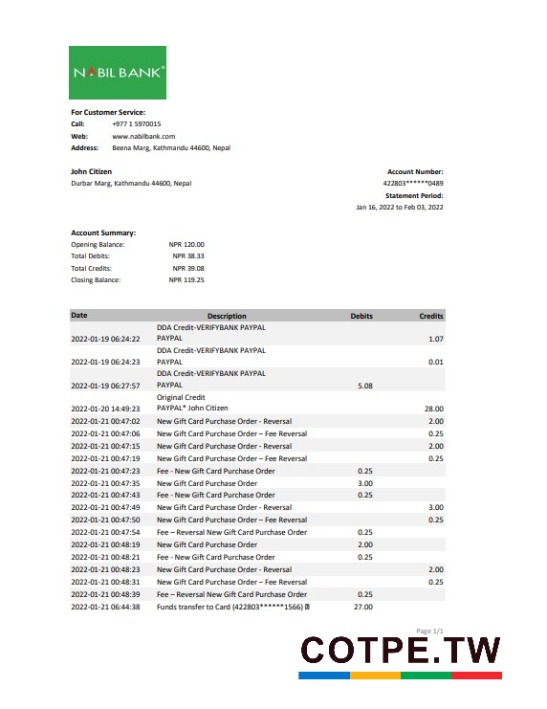 NABIL BANK
For Customer Service:
Call: +977 1 5970015
Web: www.nabilbank.com
Address: Beena Marg, Kathmandu 44600, Nepal
John Citizen Account Number:
Durbar Marg, Kathmandu 44600, Nepal 422803******0489
Statement Period:
Jan 16, 2022 to Feb 03, 2022
Account Summary:
Opening Balance: NPR 120.00
Total Debits: NPR 38.33
Total Credits: NPR 39.08
Closing Balance: NPR 119.25
Date Description Debits Credits
DDA Credit-VERIFYBANK PAYPAL
2022-01-19 06:24:22 PAYPAL 1.07
DDA Credit-VERIFYBANK PAYPAL
2022-01-19 06:24:23 PAYPAL 0.01
DDA Credit-VERIFYBANK PAYPAL
2022-01-19 06:27:57 PAYPAL 5.08
Original Credit
2022-01-20 14:49:23 PAYPAL* John Citizen 28.00
2022-01-21 00:47:02 New Gift Card Purchase Order - Reversal 2.00
2022-01-21 00:47:06 New Gift Card Purchase Order – Fee Reversal 0.25
2022-01-21 00:47:15 New Gift Card Purchase Order - Reversal 2.00
2022-01-21 00:47:19 New Gift Card Purchase Order – Fee Reversal 0.25
2022-01-21 00:47:23 Fee - New Gift Card Purchase Order 0.25
2022-01-21 00:47:35 New Gift Card Purchase Order 3.00
2022-01-21 00:47:43 Fee - New Gift Card Purchase Order 0.25
2022-01-21 00:47:49 New Gift Card Purchase Order - Reversal 3.00
2022-01-21 00:47:50 New Gift Card Purchase Order – Fee Reversal 0.25
2022-01-21 00:47:54 Fee – Reversal New Gift Card Purchase Order 0.25
2022-01-21 00:48:19 New Gift Card Purchase Order 2.00
2022-01-21 00:48:21 Fee - New Gift Card Purchase Order 0.25
2022-01-21 00:48:23 New Gift Card Purchase Order - Reversal 2.00
2022-01-21 00:48:31 New Gift Card Purchase Order – Fee Reversal 0.25
2022-01-21 00:48:39 Fee – Reversal New Gift Card Purchase Order 0.25
2022-01-21 06:44:38 Funds transfer to Card (422803******1566) 27.00
Page 1/1
COTPE.TW